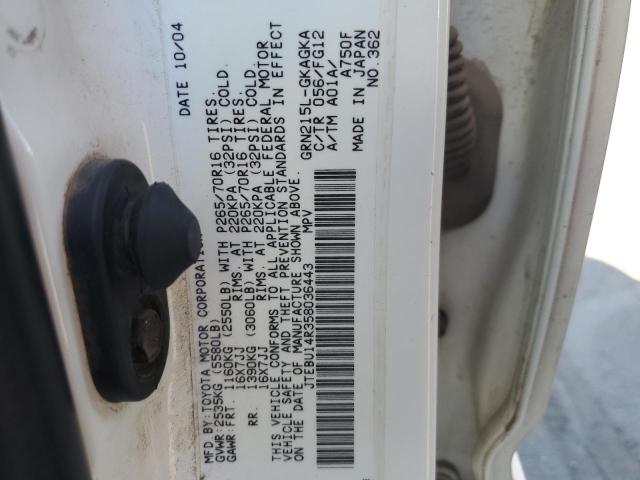 MFD.BY:TOYOTA MOTOR CORPORATION DATE 10/04
GVWR:2535KG (5580LB)
GAWR:FRT. 1160KG (2550LB) WITH P265/70R16 TIRES.
16X7JJ RIMS. AT 220KPA (32PSI) COLD.
RR. 1390KG (3060LB) WITH P265/70R16 TIRES.
16X7JJ RIMS. AT 220KPA (32PSI) COLD.
THIS VEHICLE CONFORMS TO ALL APPLICABLE FEDERAL MOTOR
VEHICLE SAFETY AND THEFT PREVENTION STANDARDS IN EFFECT
ON THE DATE OF MANUFACTURE SHOWN ABOVE.
JTEBU14R358036443 GRN215L-GKAGKA
MPV C/TR 056/FG12
A/TM A01A/
A750F
MADE IN JAPAN
NO.362